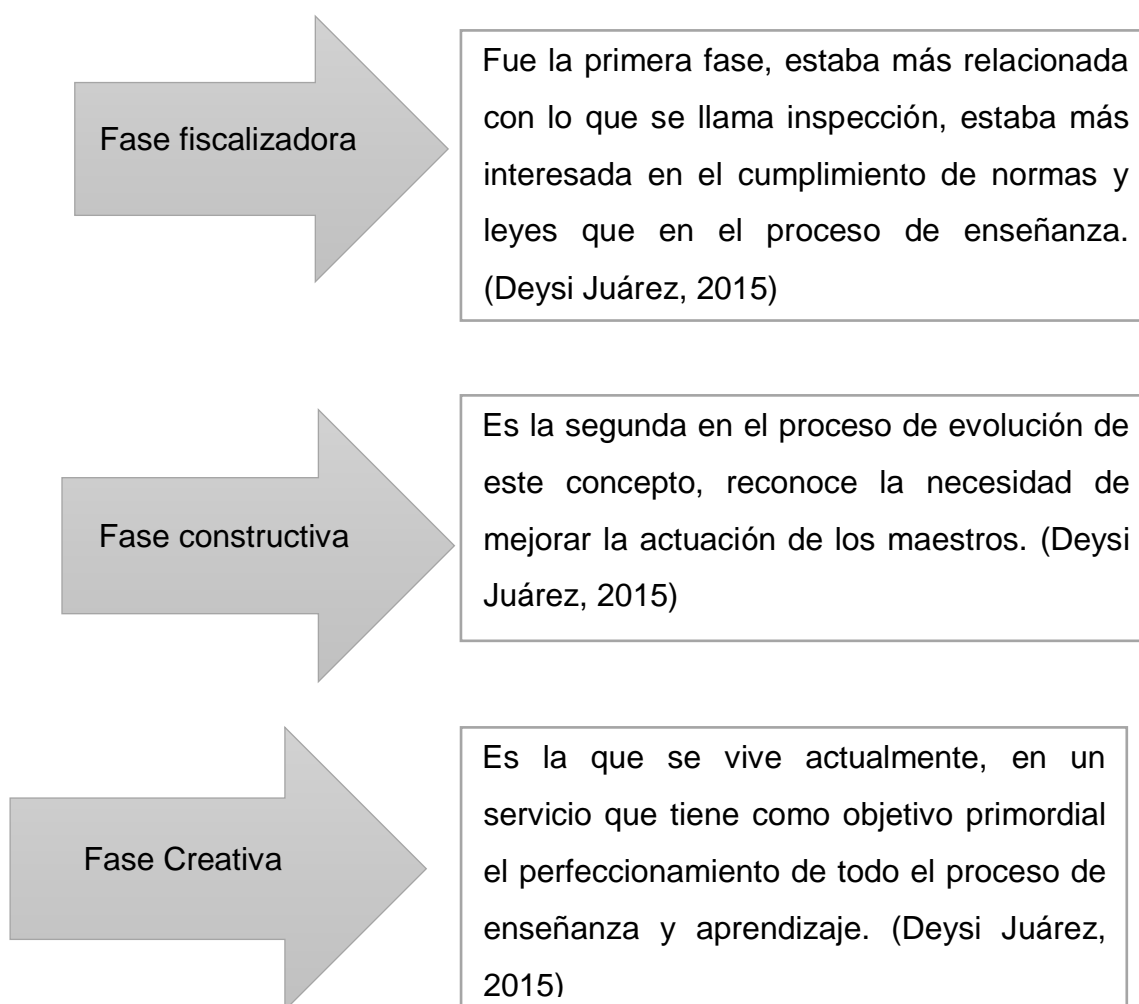 Fase fiscalizadora
Fue la primera fase, estaba más relacionada
con lo que se llama inspección, estaba más
interesada en el cumplimiento de normas y
leyes que en el proceso de enseñanza.
(Deysi Juárez, 2015)
Fase constructiva
Es la segunda en el proceso de evolución de
este concepto, reconoce la necesidad de
mejorar la actuación de los maestros. (Deysi
Juárez, 2015)
Fase Creativa
Es la que se vive actualmente, en un
servicio que tiene como objetivo primordial
el perfeccionamiento de todo el proceso de
enseñanza y aprendizaje. (Deysi Juárez,
2015)